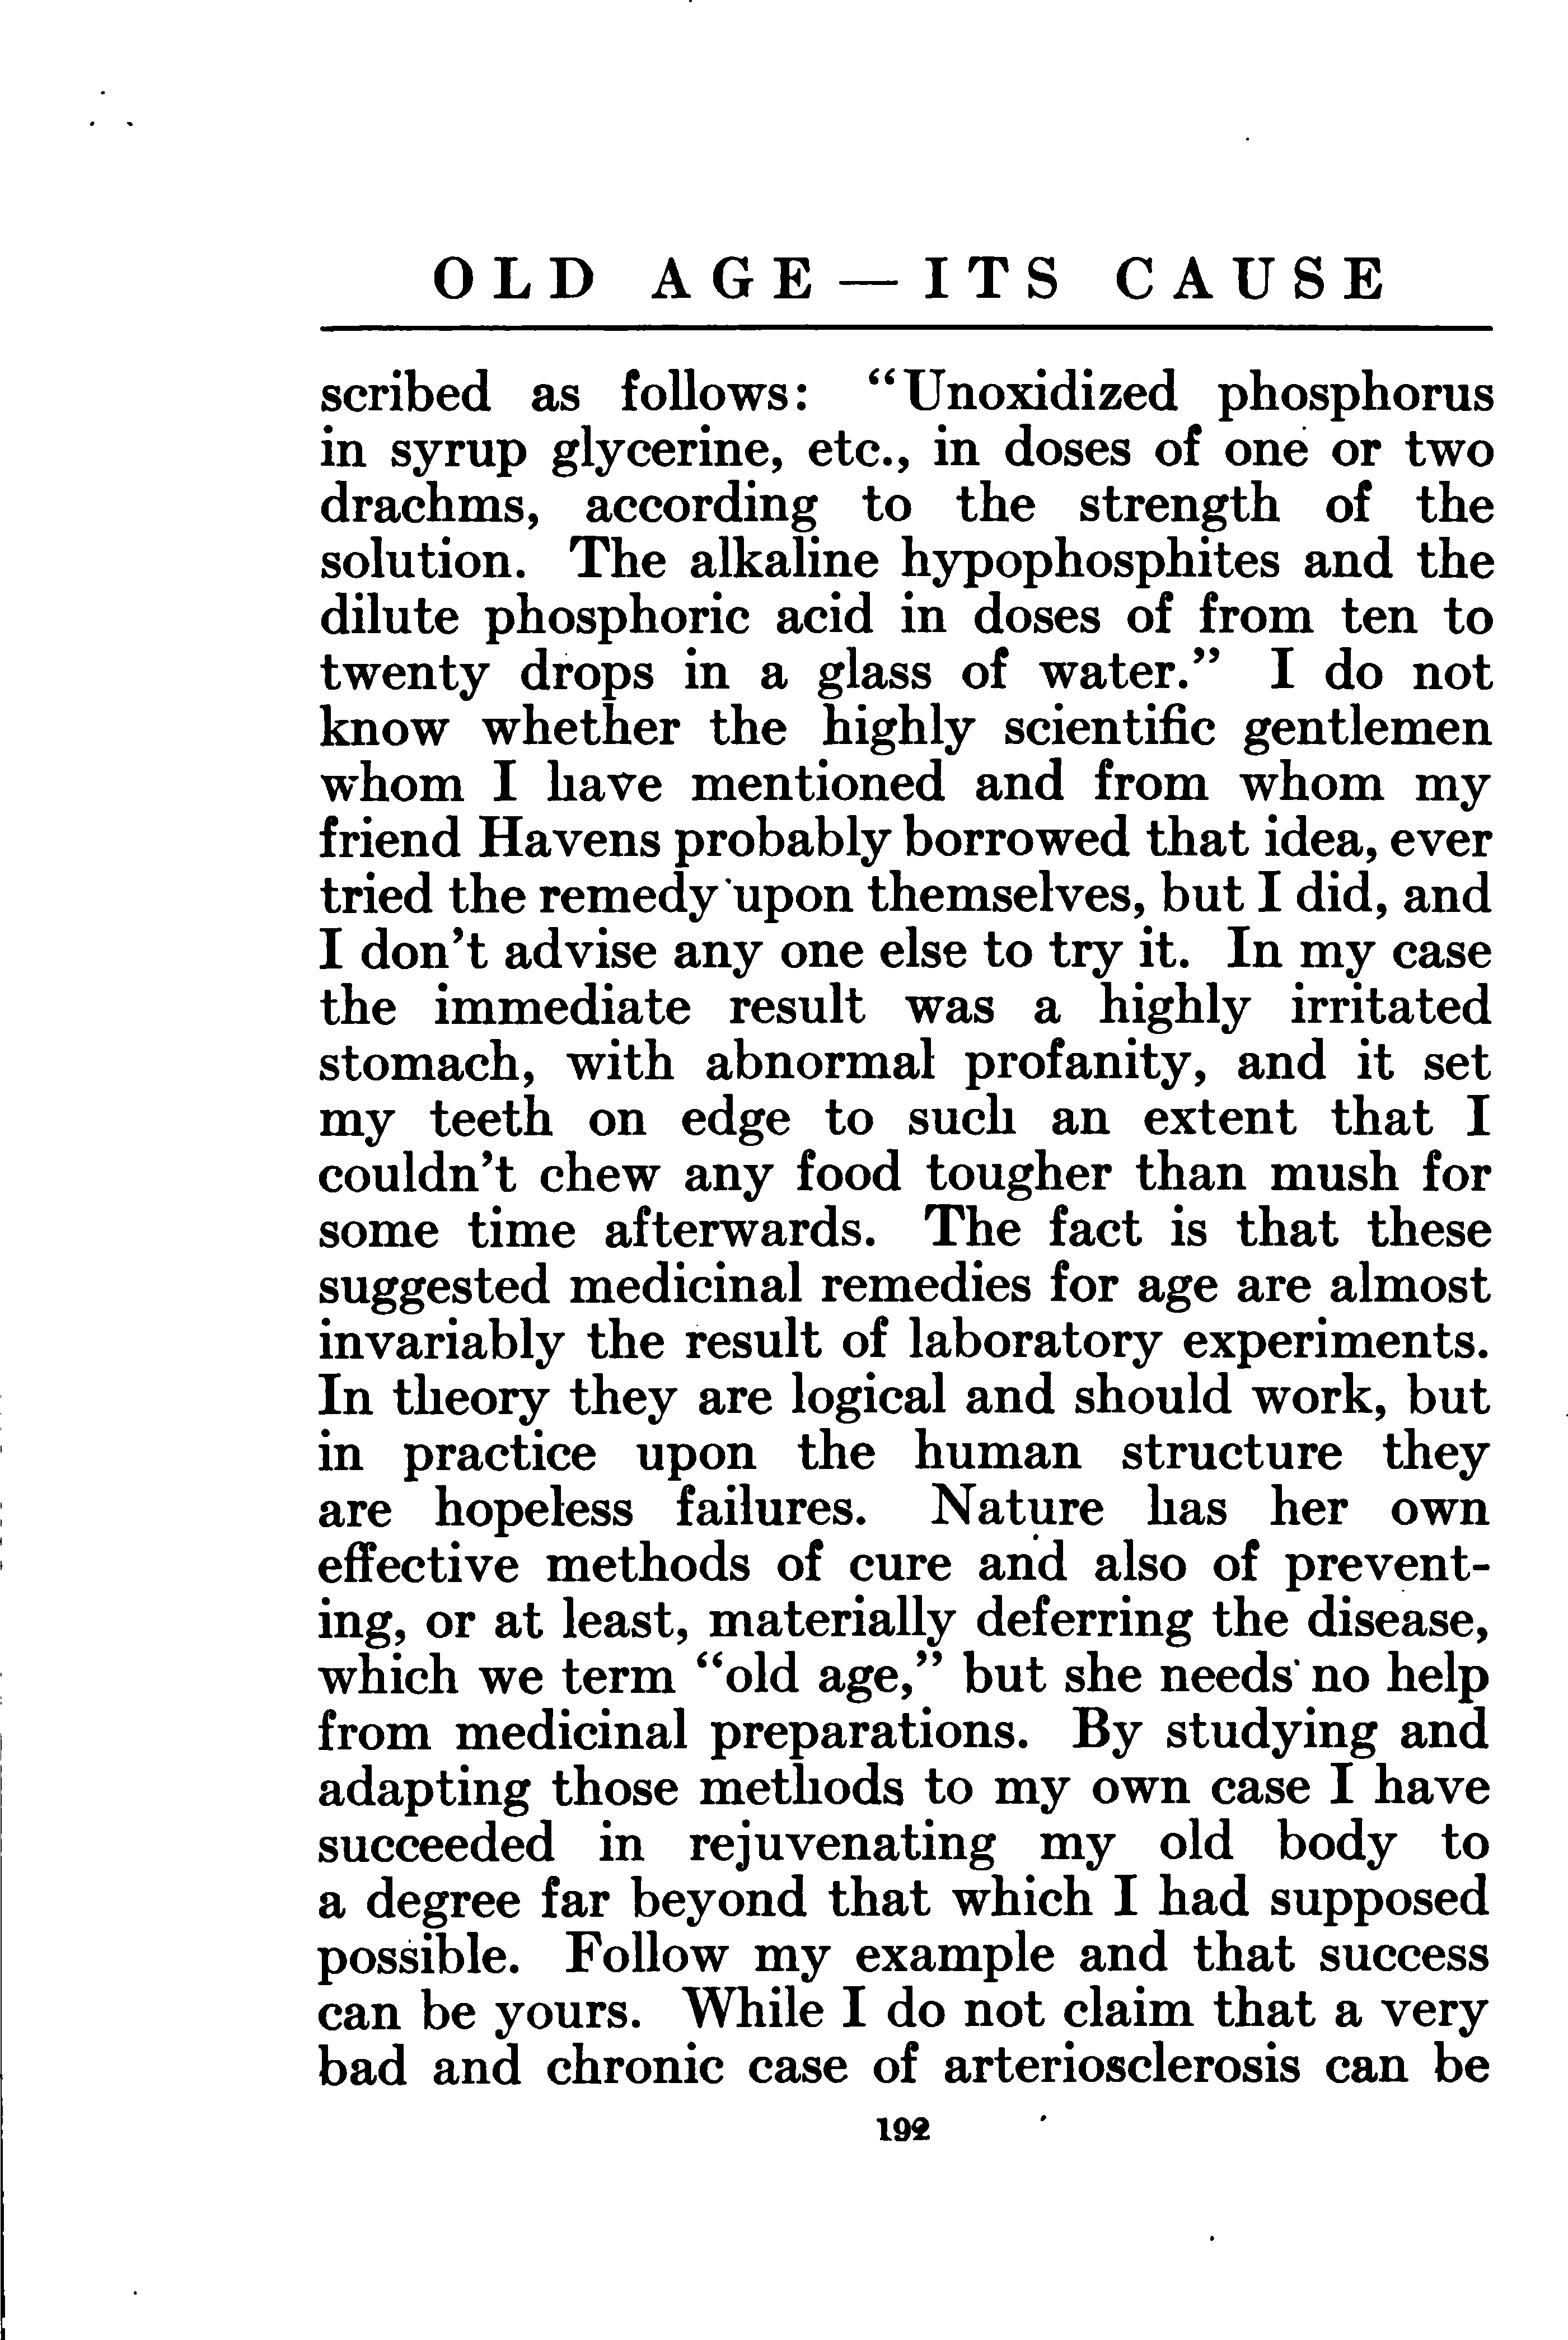 OLD AGE—ITS CAUSE
scribed as follows: “Unoxidized phosphorus
in syrup glycerine, etc., in doses of one or two
drachms, according to the strength of the
solution. The alkaline hypophosphites and the
dilute phosphoric acid in doses of from ten to
twenty drops in a glass of water.” I do not
know whether the highly scientific gentlemen
whom I have mentioned and from whom my
friend Havens probably borrowed that idea, ever
tried the remedy upon themselves, but I did, and
I don’t advise any one else to try it. In my case
the immediate result was a highly irritated
stomach, with abnormal profanity, and it set
my teeth on edge to such an extent that I
couldn’t chew any food tougher than mush for
some time afterwards. The fact is that these
suggested medicinal remedies for age are almost
invariably the result of laboratory experiments.
In theory they are logical and should work, but
in practice upon the human structure they
are hopeless failures. Nature has her own
effective methods of cure and also of prevent-
ing, or at least, materially deferring the disease,
which we term “old age,” but she needs no help
from medicinal preparations. By studying and
adapting those methods to my own case I have
succeeded in rejuvenating my old body to
a degree far beyond that which I had supposed
possible. Follow my example and that success
can be yours. While I do not claim that a very
bad and chronic case of arteriosclerosis can be
192